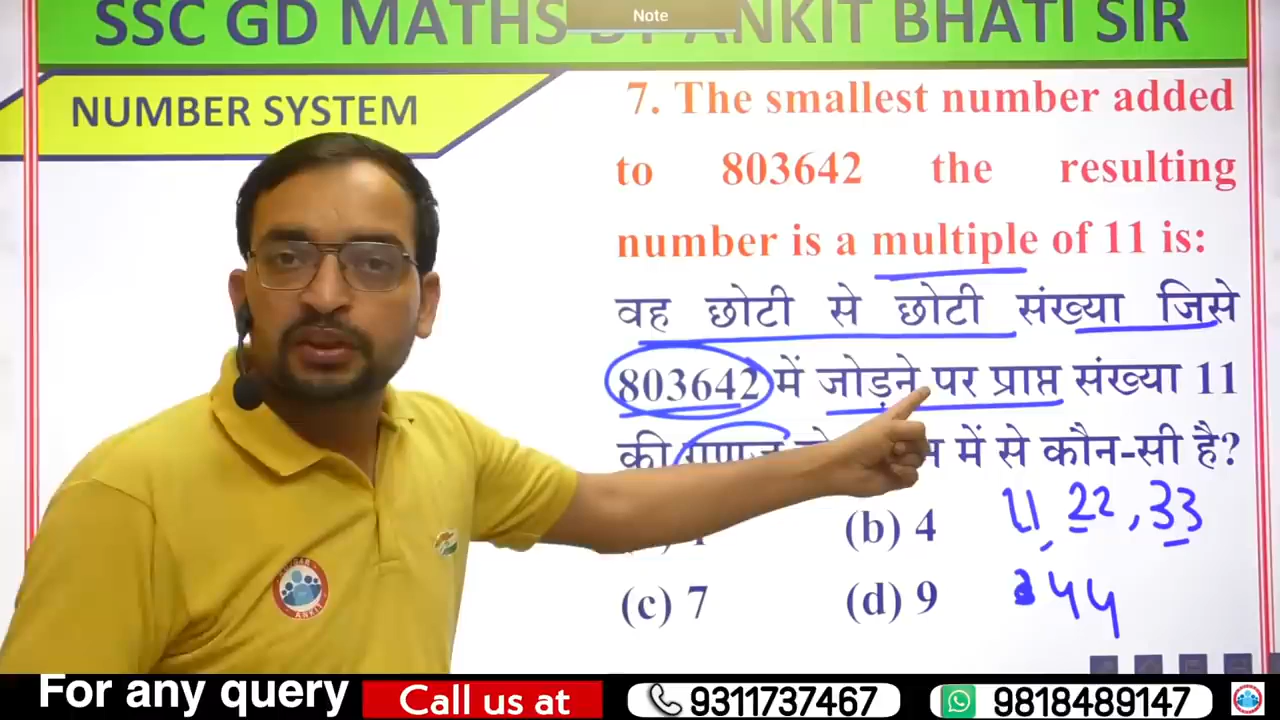 SSC GD MATHS BY ANKIT BHATI SIR
Note
NUMBER SYSTEM
7. The smallest number added
to 803642 the resulting
number is a multiple of 11 is:
वह छोटी से छोटी संख्या जिसे
803642 में जोड़ने पर प्राप्त संख्या 11
की में से कौन-सी है?
(b) 4
11, 22, 33
(c) 7
(d) 9
44
For any query
Call us at
9311737467
9818489147
ANKIT